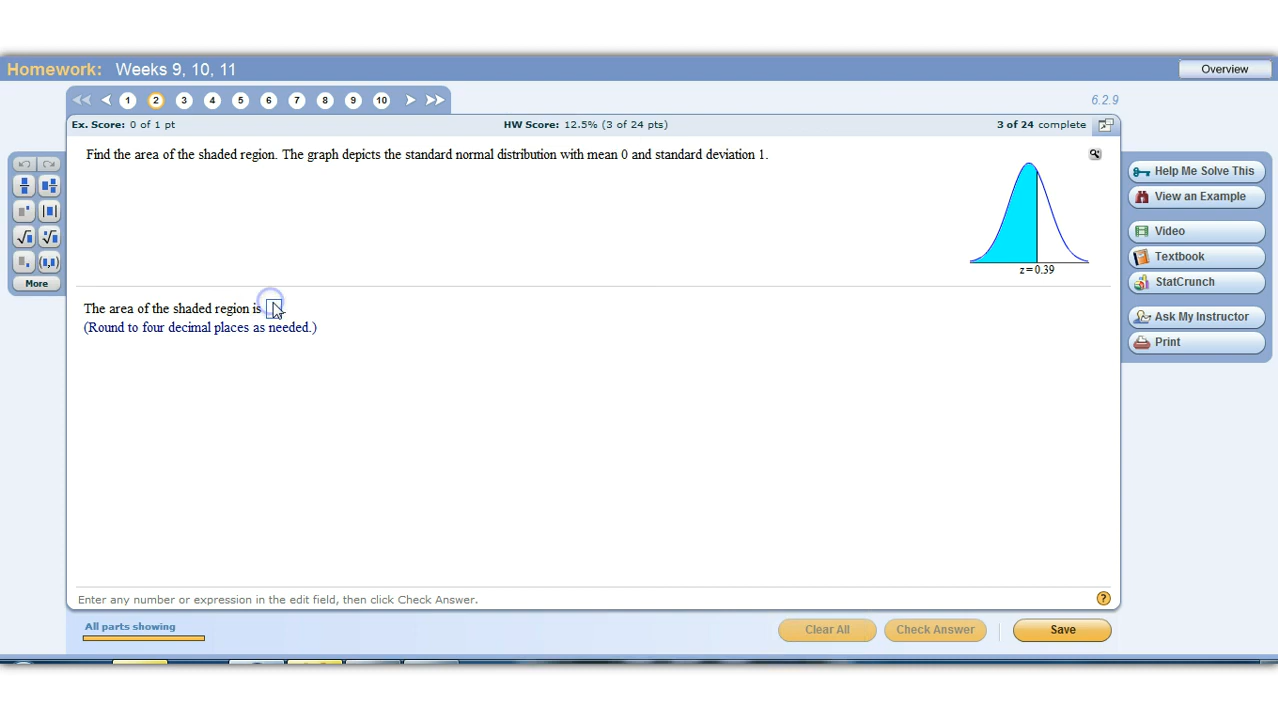 Homework: Weeks 9, 10, 11
Overview
1 2 3 4 5 6 7 8 9 10
6.2.9
Ex. Score: 0 of 1 pt
HW Score: 12.5% (3 of 24 pts)
3 of 24 complete
Find the area of the shaded region. The graph depicts the standard normal distribution with mean 0 and standard deviation 1.
z=0.39
The area of the shaded region is
(Round to four decimal places as needed.)
More
Help Me Solve This
View an Example
Video
Textbook
StatCrunch
Ask My Instructor
Print
Enter any number or expression in the edit field, then click Check Answer.
?
All parts showing
Clear All
Check Answer
Save